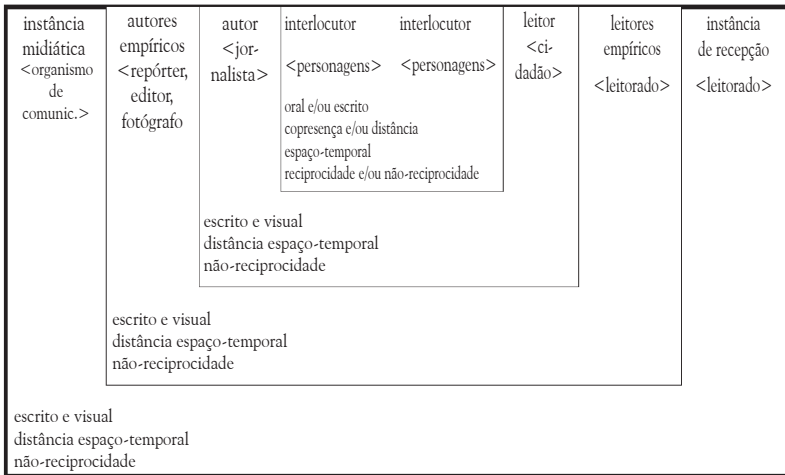 instância
midiática
<organismo
de
comunic.>
autores
empíricos
<repórter,
editor,
fotógrafo
autor
<jor-
nalista>
interlocutor
<personagens>
interlocutor
<personagens>
oral e/ou escrito
copresença e/ou distância
espaço-temporal
reciprocidade e/ou não-reciprocidade
leitor
<ci-
dadão>
leitores
empíricos
<leitorado>
instância
de recepção
<leitorado>
escrito e visual
distância espaço-temporal
não-reciprocidade
escrito e visual
distância espaço-temporal
não-reciprocidade
escrito e visual
distância espaço-temporal
não-reciprocidade